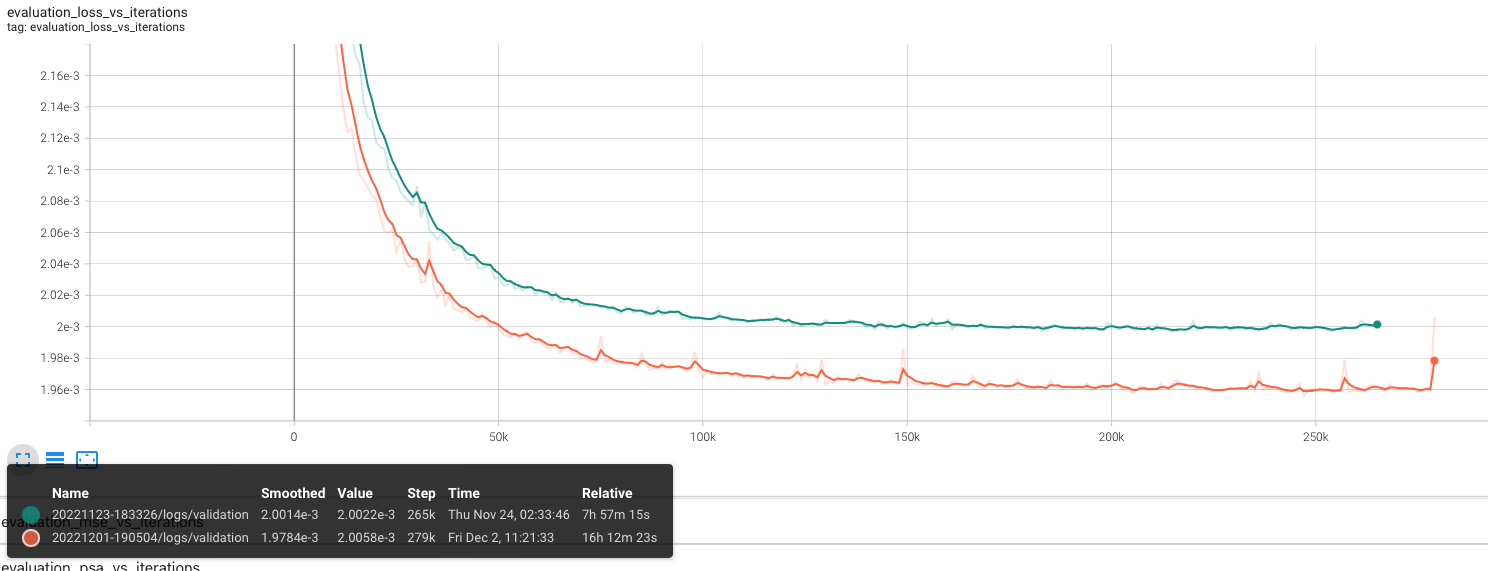 evaluation_loss_vs_iterations
tag: evaluation_loss_vs_iterations
2.16e-3
2.14e-3
2.12e-3
2.1e-3
2.08e-3
2.06e-3
2.04e-3
2.02e-3
2e-3
1.98e-3
1.96e-3
0 50k 100k 150k 200k 250k
Name Smoothed Value Step Time Relative
20221123-183326/logs/validation 2.0014e-3 2.0022e-3 265k Thu Nov 24, 02:33:46 7h 57m 15s
evaluation_mse_vs_iterations
20221201-190504/logs/validation 1.9784e-3 2.0058e-3 279k Fri Dec 2, 11:21:33 16h 12m 23s
evaluation_psa_vs_iterations